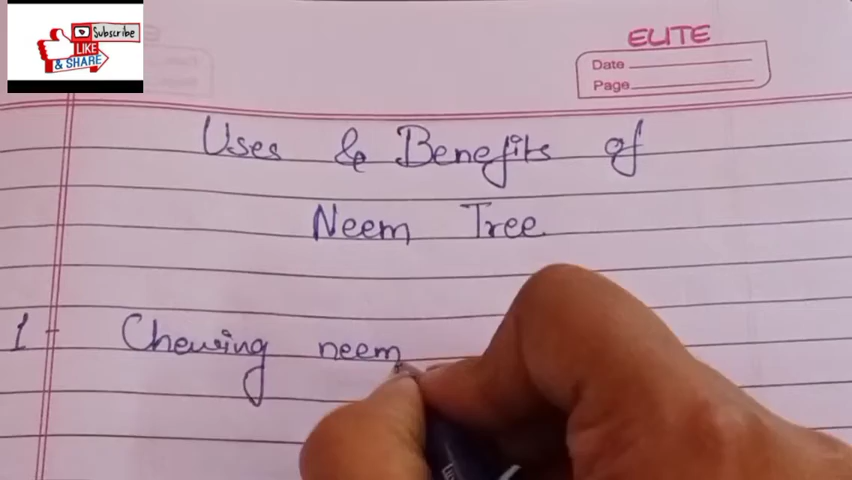 Subscribe
LIKE
& SHARE
ELITE
Date
Page
Uses & Benefits of
Neem Tree
1- Chewing neem